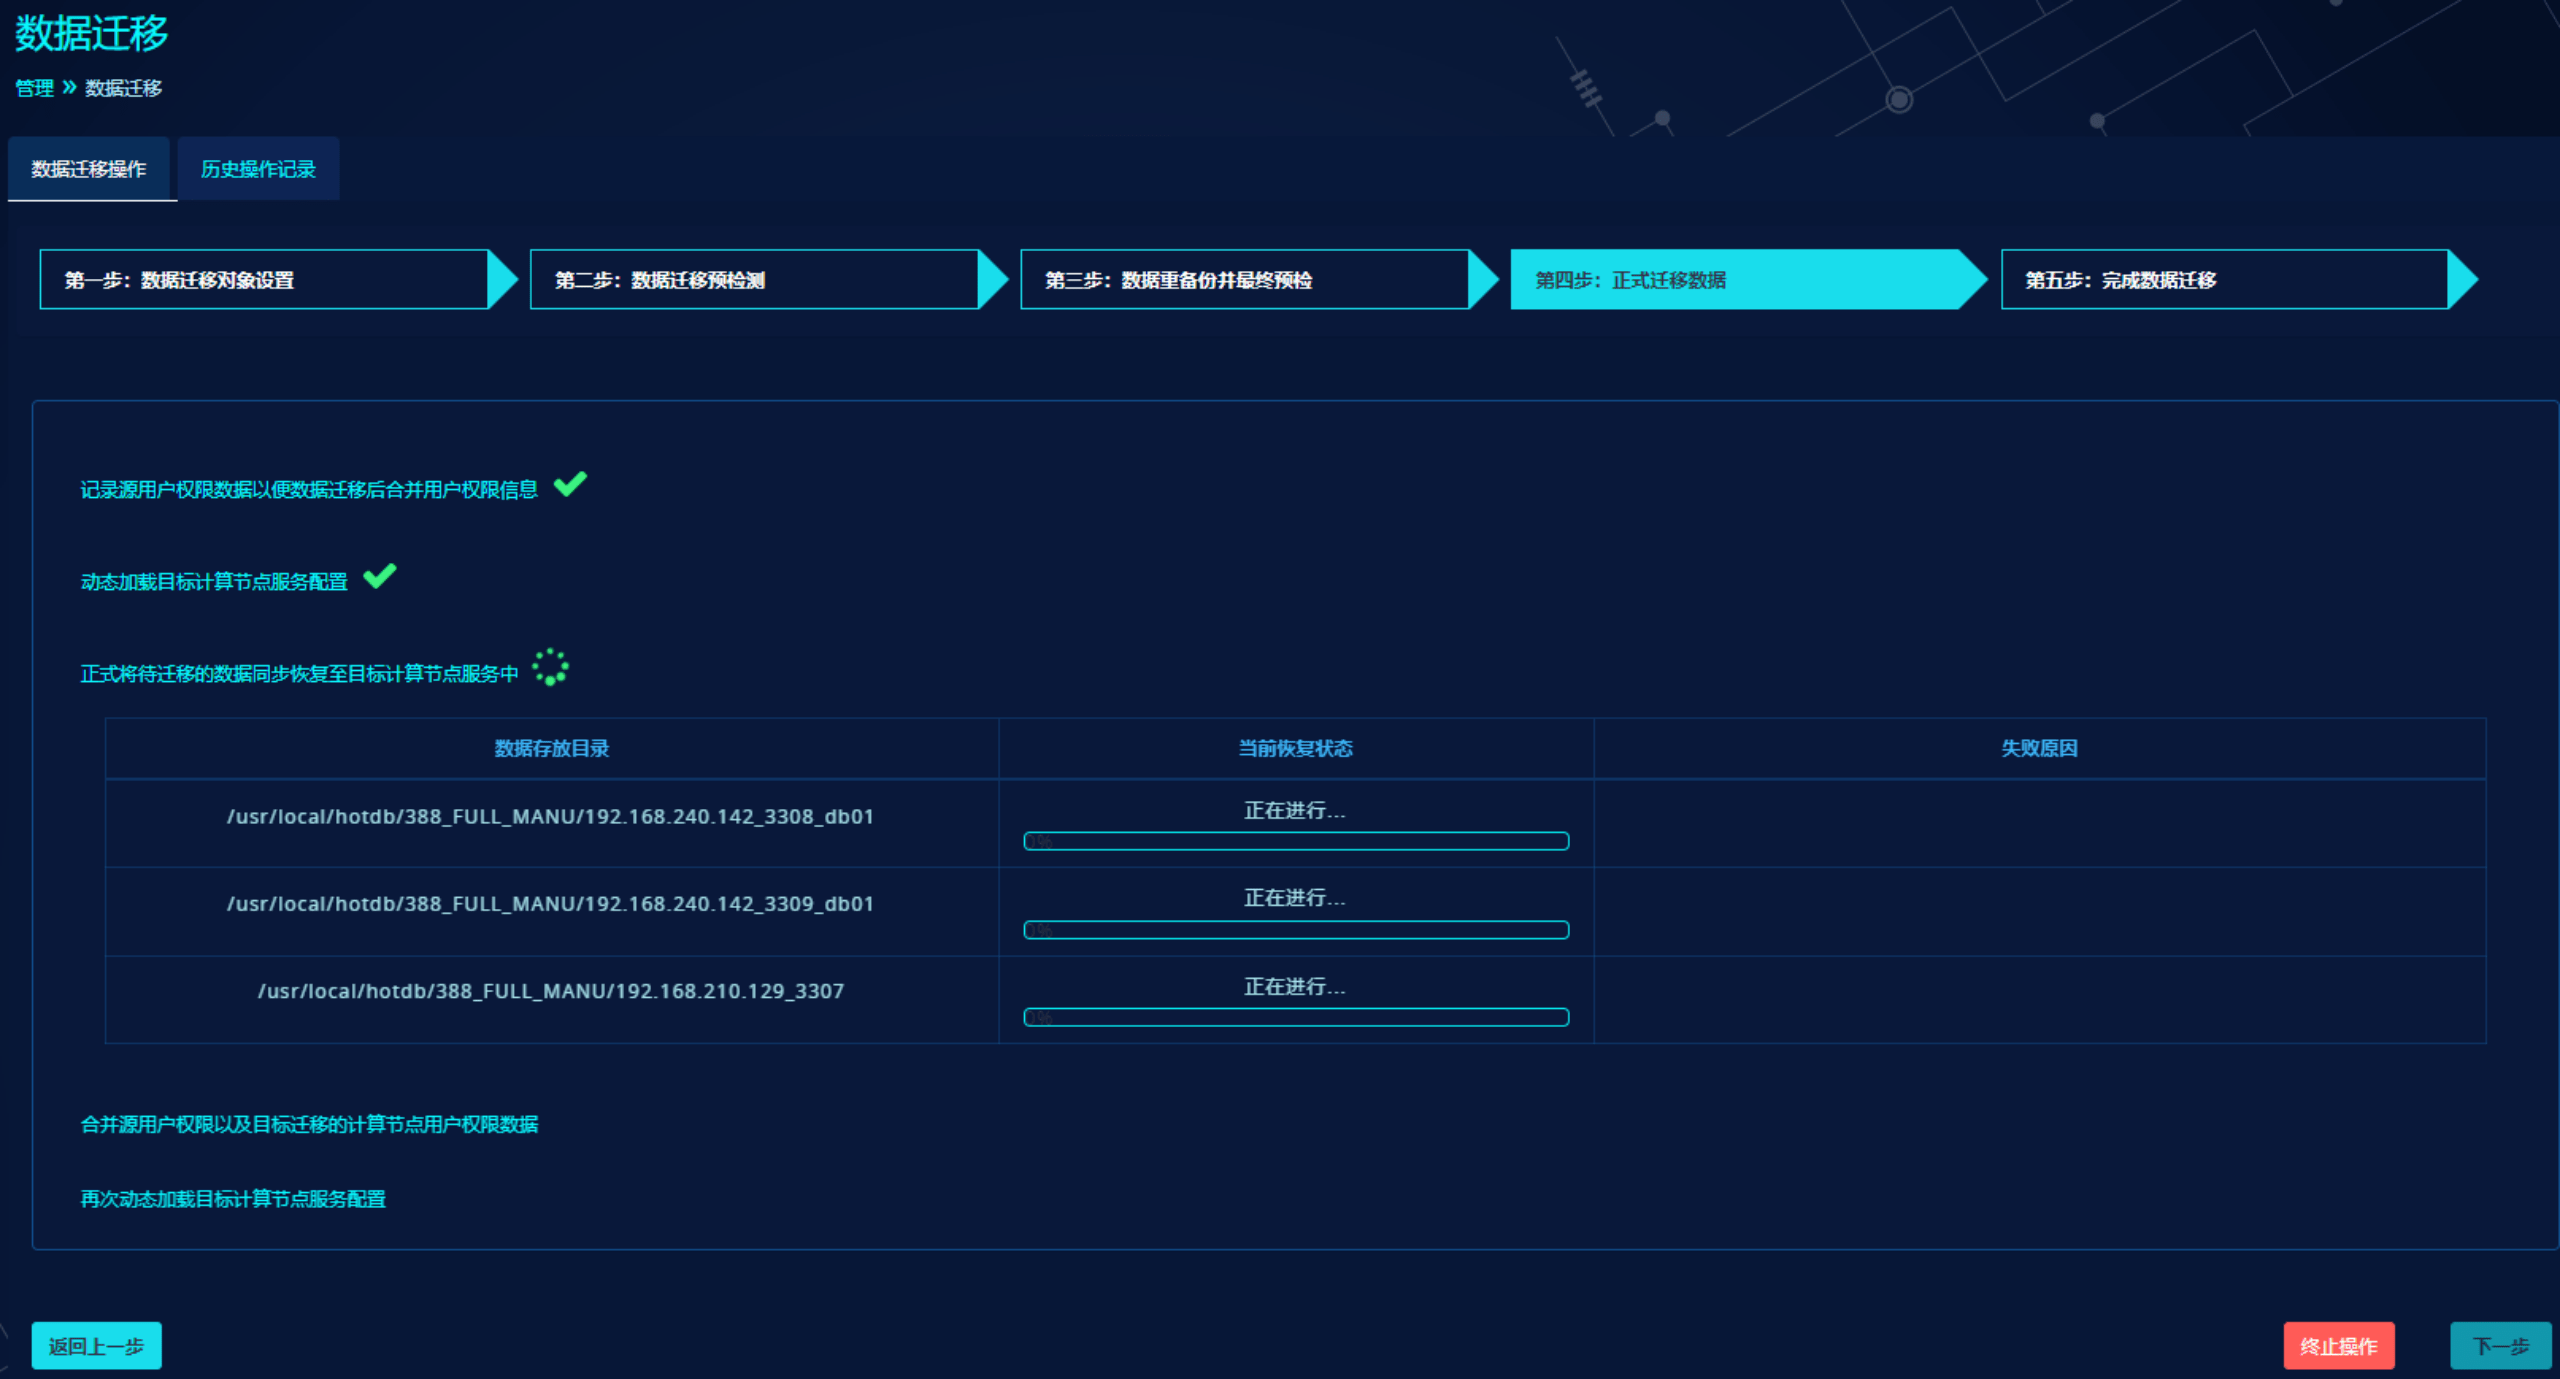 数据迁移
管理 » 数据迁移
数据迁移操作 历史操作记录
第一步：数据迁移对象设置 第二步：数据迁移预检测 第三步：数据重备份并最终预检 第四步：正式迁移数据 第五步：完成数据迁移
记录源用户权限数据以便数据迁移后合并用户权限信息
动态加载目标计算节点服务配置
正式将待迁移的数据同步恢复至目标计算节点服务中
数据存放目录 当前恢复状态 失败原因
/usr/local/hotdb/388_FULL_MANU/192.168.240.142_3308_db01 正在进行...
0%
/usr/local/hotdb/388_FULL_MANU/192.168.240.142_3309_db01 正在进行...
0%
/usr/local/hotdb/388_FULL_MANU/192.168.210.129_3307 正在进行...
0%
合并源用户权限以及目标迁移的计算节点用户权限数据
再次动态加载目标计算节点服务配置
返回上一步 终止操作 下一步